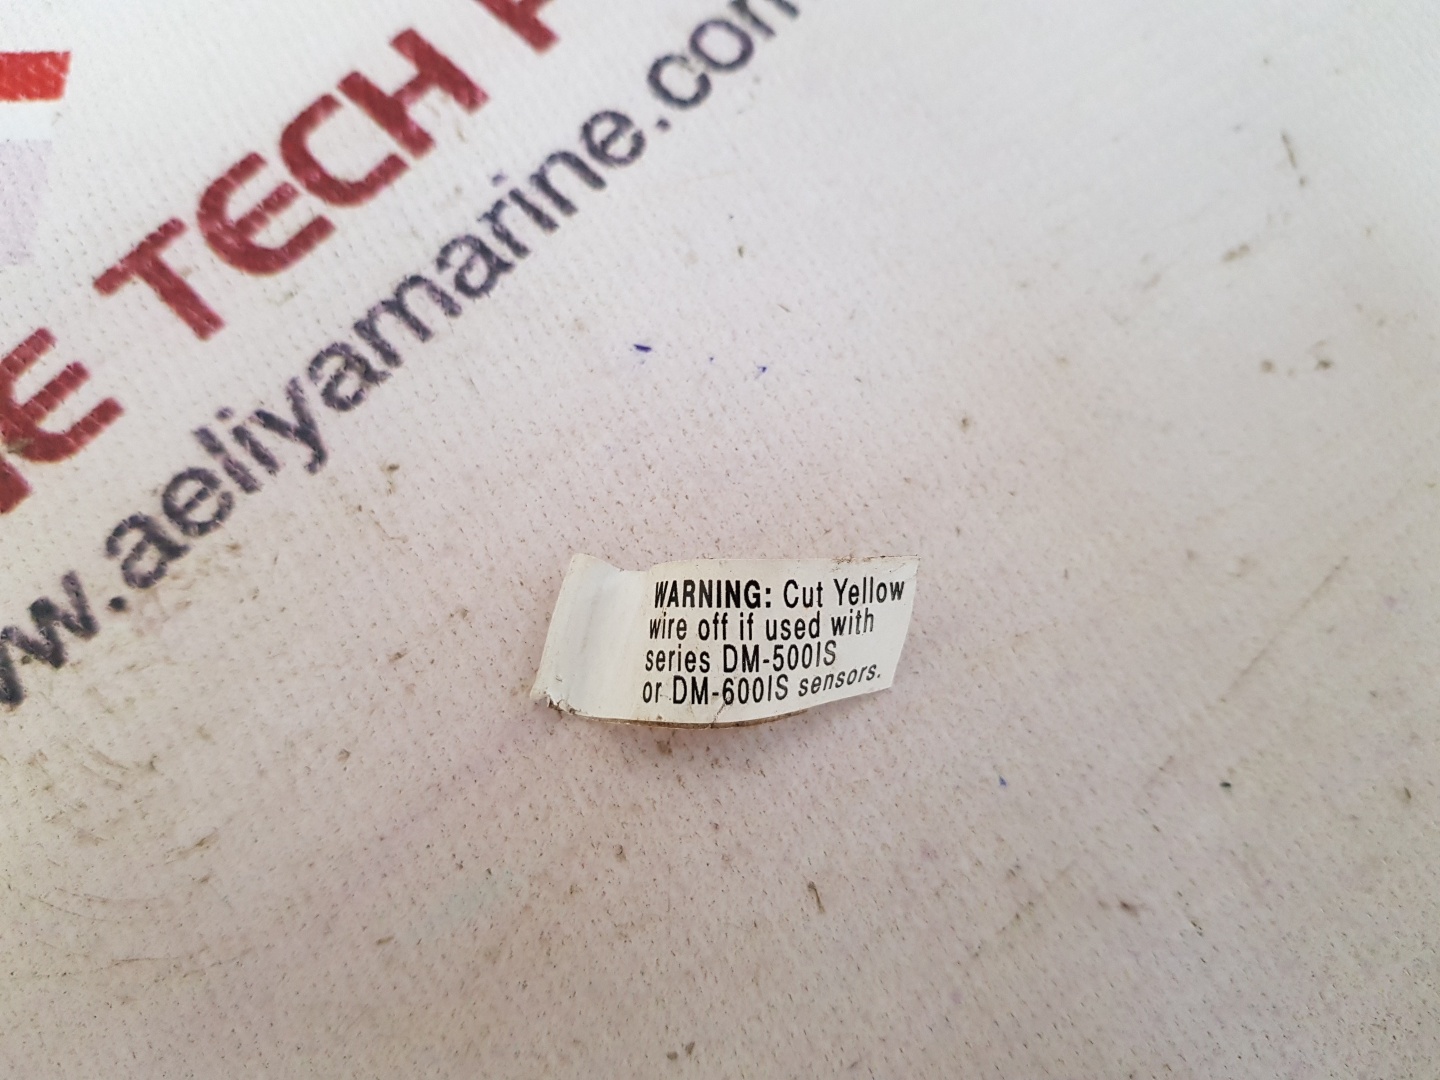 TECH
www.aeliyamarine.com
WARNING: Cut Yellow
wire off if used with
series DM-500IS
or DM-600IS sensors.